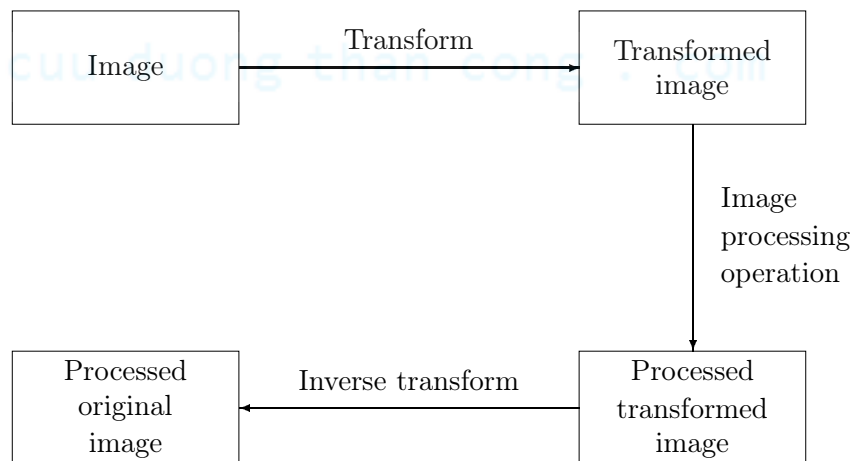 cuu duong than cong . com
Image
Transform
Transformed
image
Image
processing
operation
Processed
original
image
Inverse transform
Processed
transformed
image